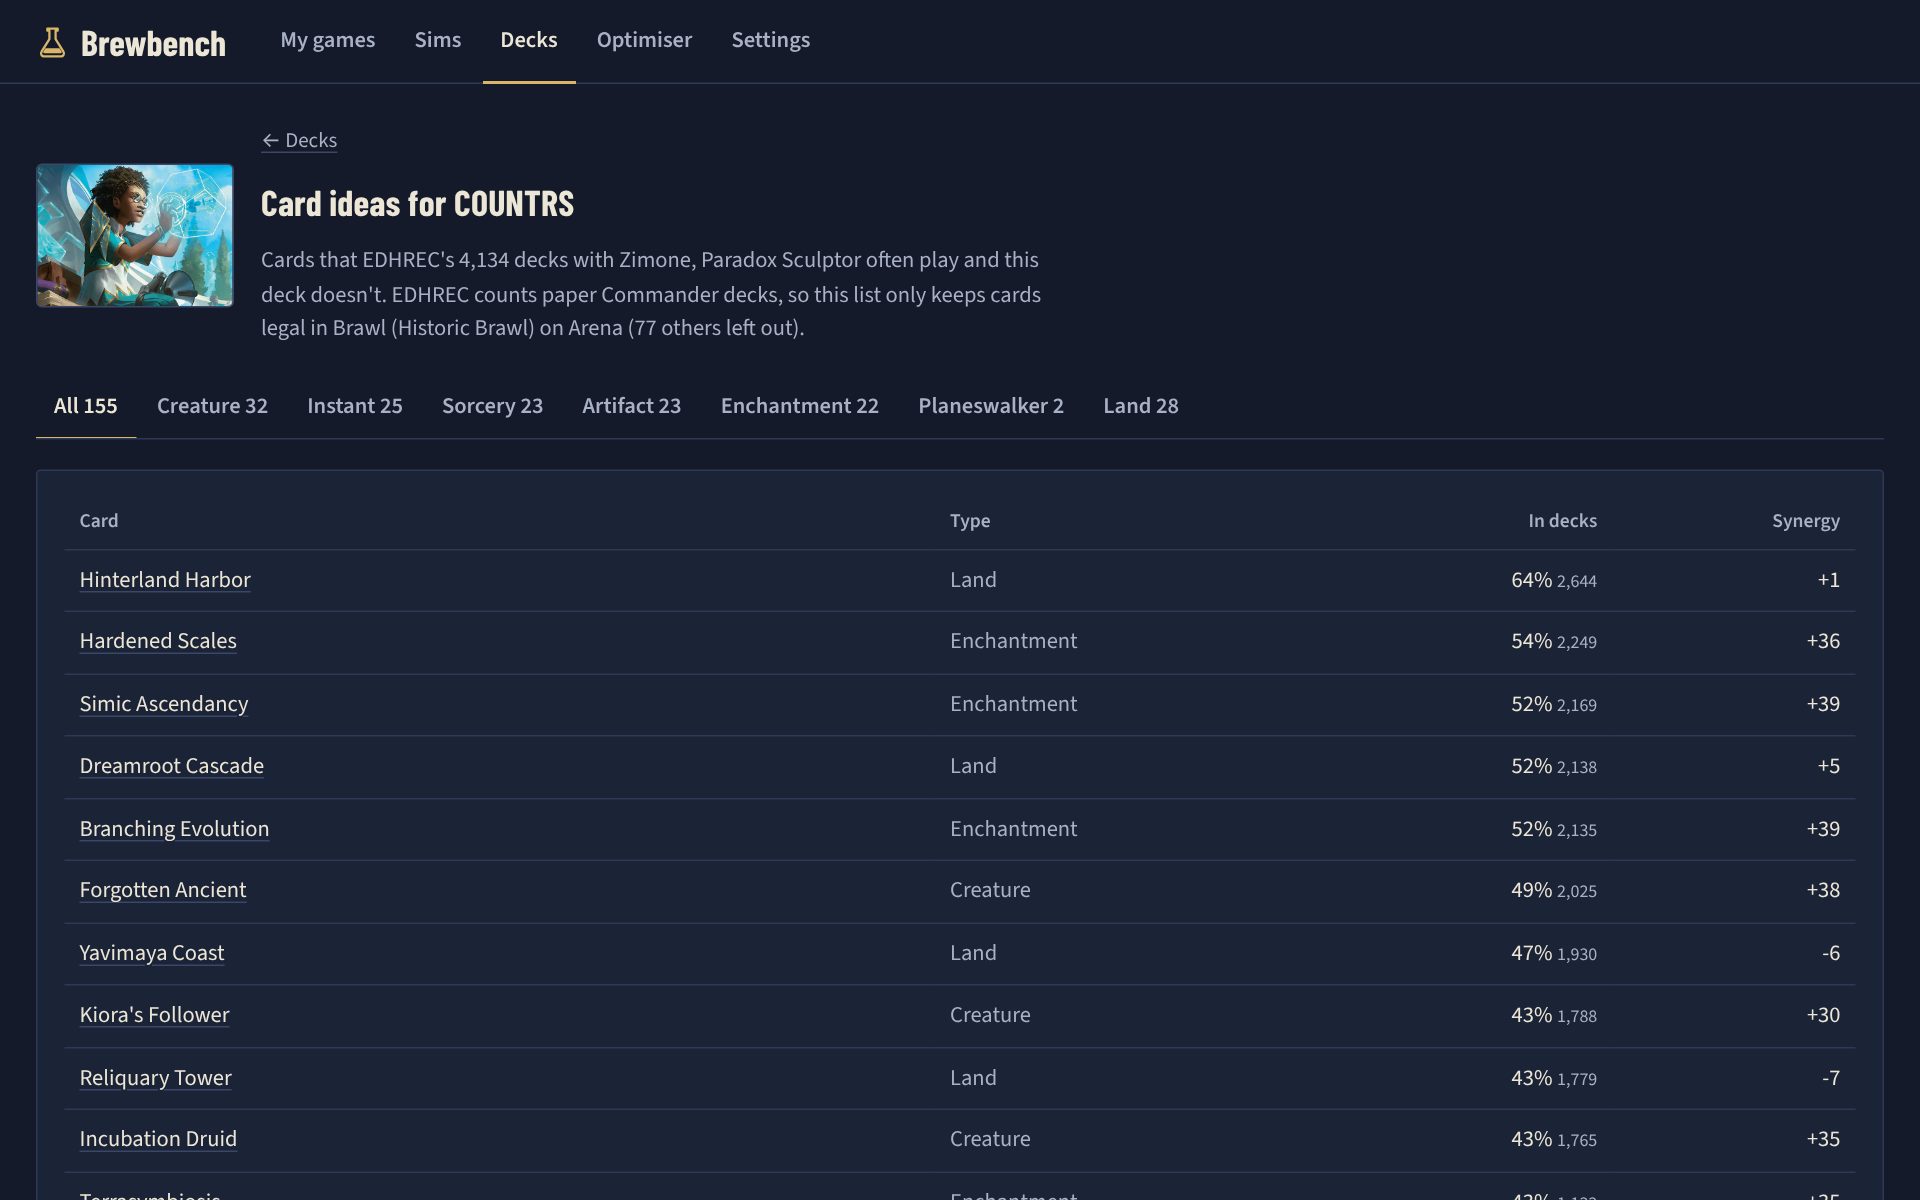 Brewbench
My games
Sims
Decks
Optimiser
Settings
← Decks
Card ideas for COUNTRS
Cards that EDHREC's 4,134 decks with Zimone, Paradox Sculptor often play and this
deck doesn't. EDHREC counts paper Commander decks, so this list only keeps cards
legal in Brawl (Historic Brawl) on Arena (77 others left out).
All 155
Creature 32
Instant 25
Sorcery 23
Artifact 23
Enchantment 22
Planeswalker 2
Land 28
Card Type In decks Synergy
Hinterland Harbor Land 64% 2,644 +1
Hardened Scales Enchantment 54% 2,249 +36
Simic Ascendancy Enchantment 52% 2,169 +39
Dreamroot Cascade Land 52% 2,138 +5
Branching Evolution Enchantment 52% 2,135 +39
Forgotten Ancient Creature 49% 2,025 +38
Yavimaya Coast Land 47% 1,930 -6
Kiora's Follower Creature 43% 1,788 +30
Reliquary Tower Land 43% 1,779 -7
Incubation Druid Creature 43% 1,765 +35